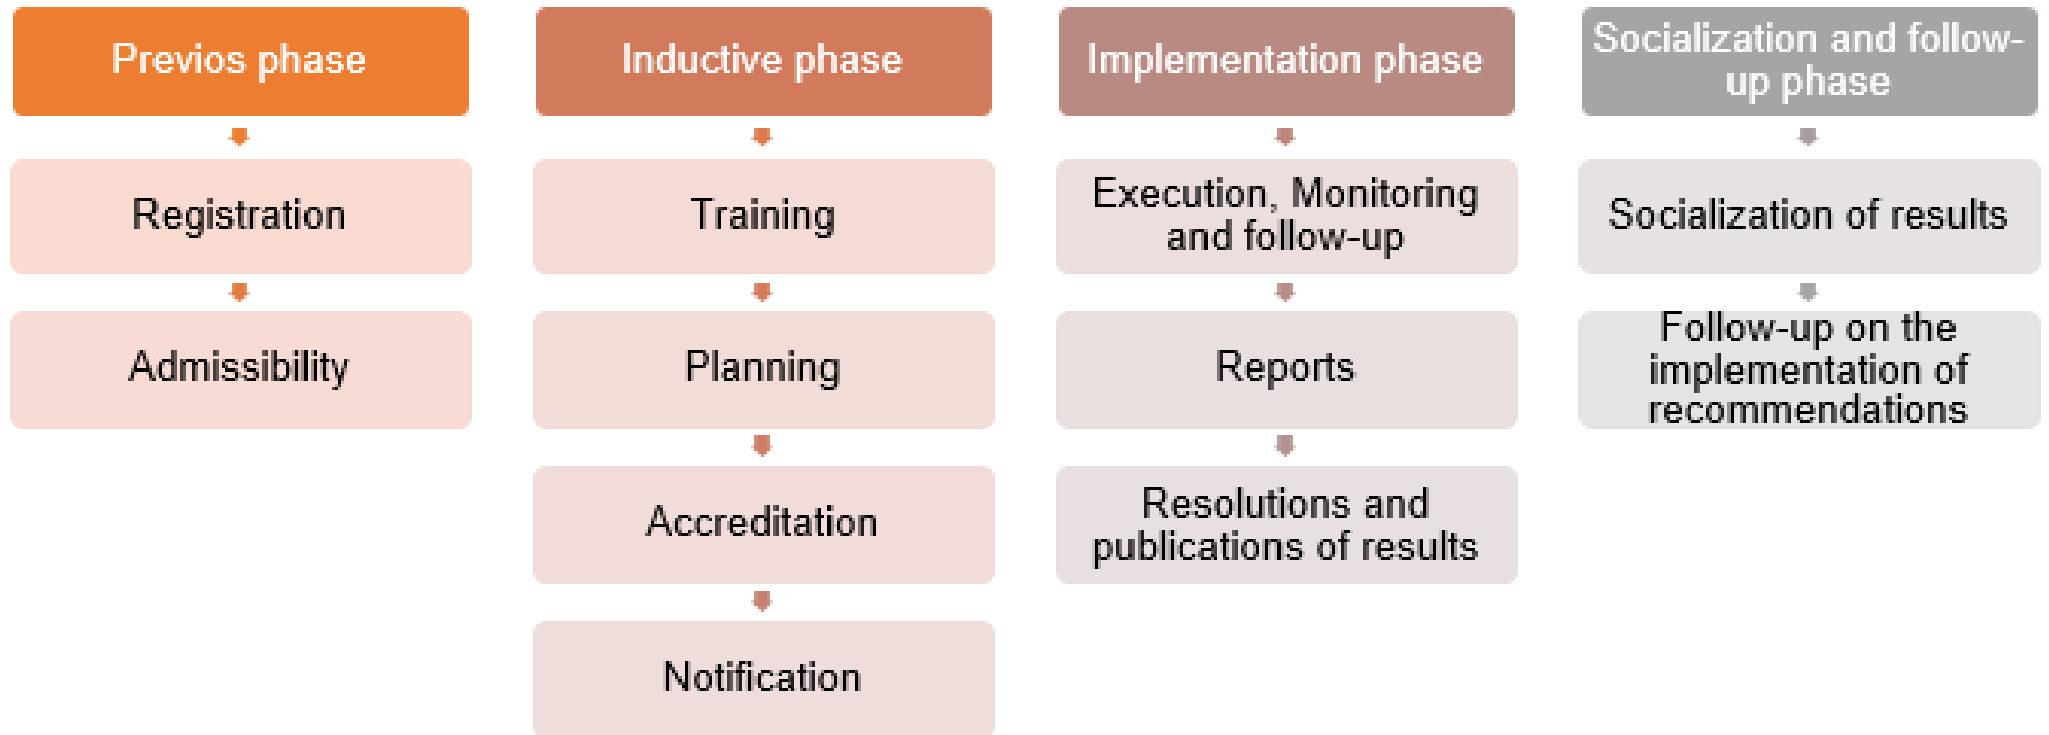 Previos phase
Registration
Admissibility
Inductive phase
Training
Planning
Accreditation
Notification
Implementation phase
Execution, Monitoring
and follow-up
Reports
Resolutions and
publications of results
Socialization and follow-
up phase
Socialization of results
Follow-up on the
implementation of
recommendations